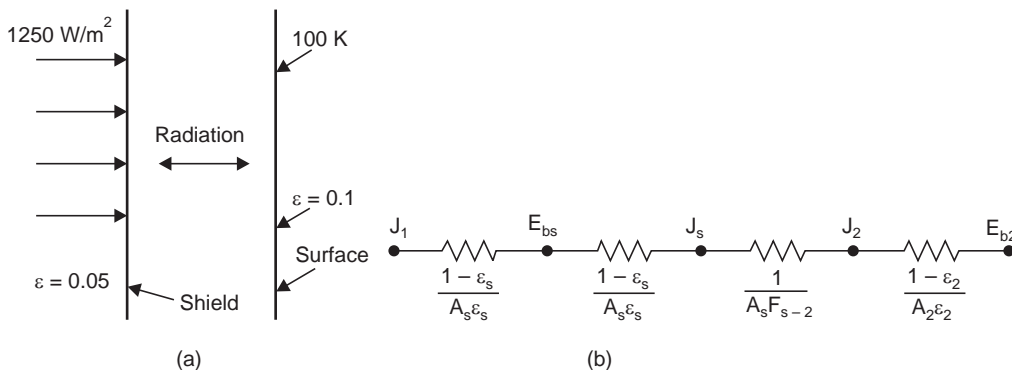 1250 W/m²
100 K
Radiation
ε = 0.1
Surface
ε = 0.05
Shield
(a)
J₁
E_bs
J_s
J₂
E_b2
1 – ε_s
A_sε_s
1 – ε_s
A_sε_s
1
A_sF_s – 2
1 – ε₂
A₂ε₂
(b)